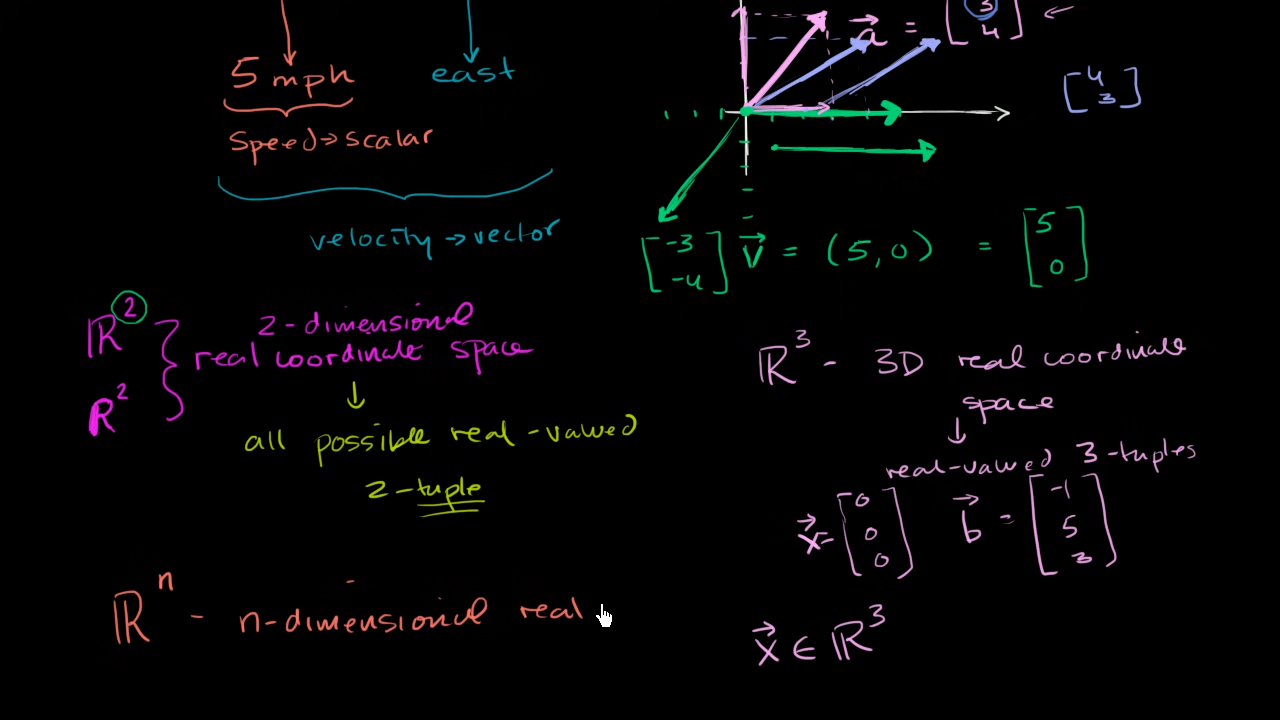 5 mph
east
speed→scalar
velocity→vector
a = [3
4]
[4
3]
[-3
-4]
v = (5,0) = [5
0]
ℝ²
R²
2-dimensional
real coordinate space
↓
all possible real-valued
2-tuple
ℝ³ - 3D real coordinate
space
↓
real-valued 3-tuples
x = [0
0
0]
b = [-1
5
3]
x ∈ ℝ³
ℝⁿ - n-dimensional real